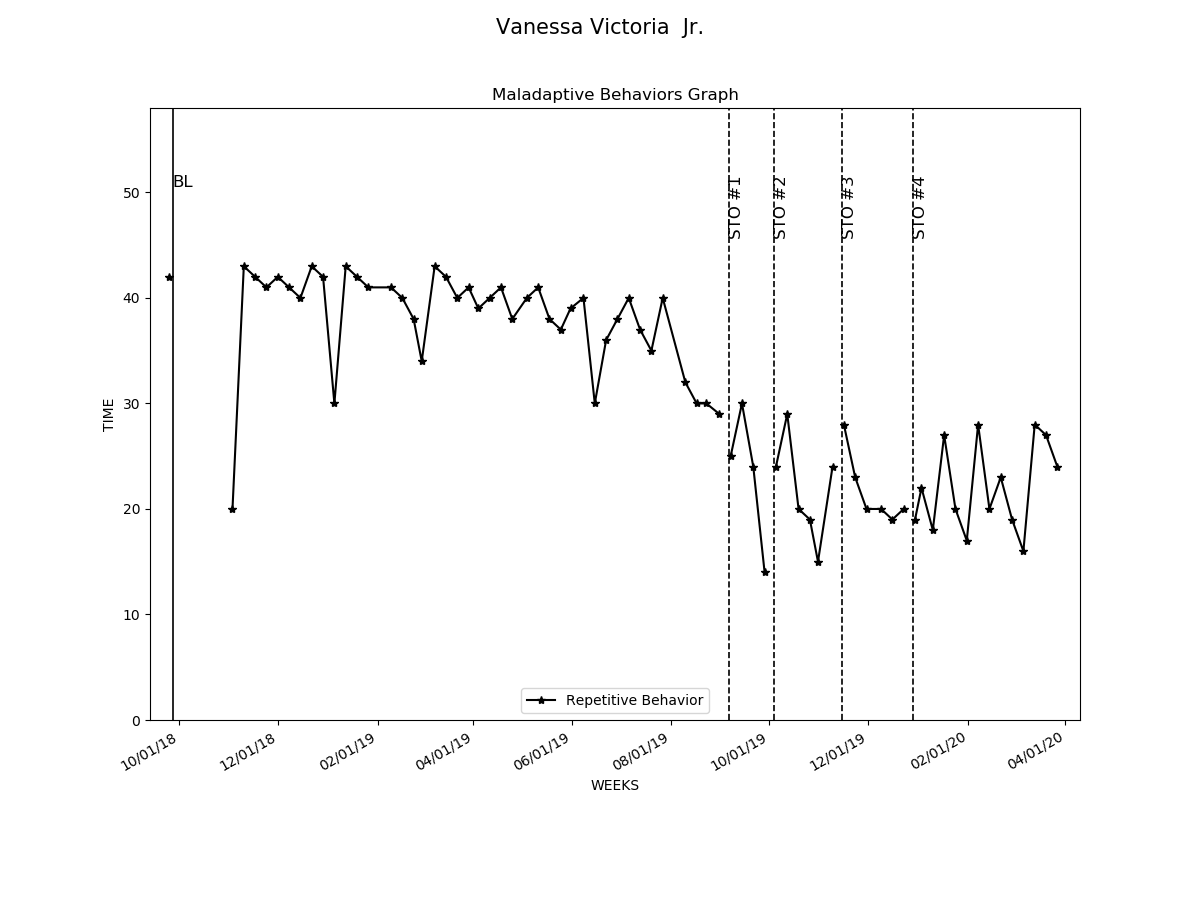 Vanessa Victoria  Jr.
Maladaptive Behaviors Graph
BL
STO #1
STO #2
STO #3
STO #4
50
40
30
20
10
0
TIME
Repetitive Behavior
10/01/18
12/01/18
02/01/19
04/01/19
06/01/19
08/01/19
10/01/19
12/01/19
02/01/20
04/01/20
WEEKS